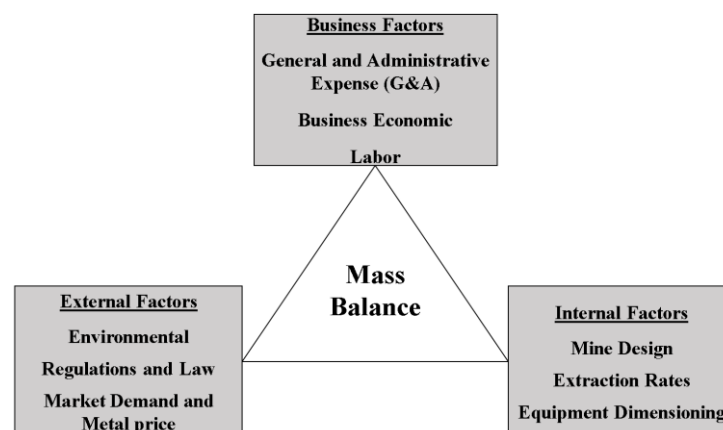 Business Factors
General and Administrative
Expense (G&A)
Business Economic
Labor
Mass
Balance
External Factors
Environmental
Regulations and Law
Market Demand and
Metal price
Internal Factors
Mine Design
Extraction Rates
Equipment Dimensioning